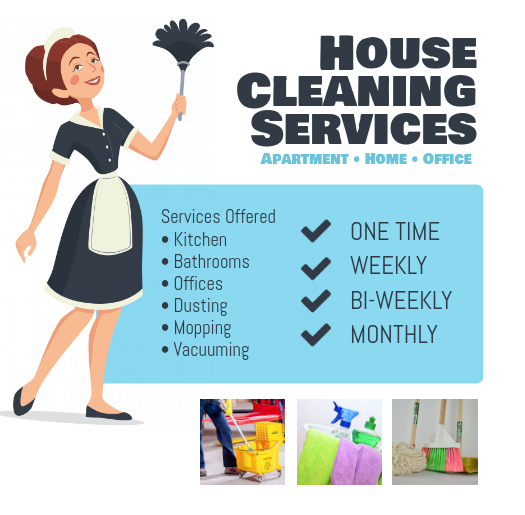 House
Cleaning
Services
Apartment • Home • Office
Services Offered
• Kitchen
• Bathrooms
• Offices
• Dusting
• Mopping
• Vacuuming
ONE TIME
WEEKLY
BI-WEEKLY
MONTHLY